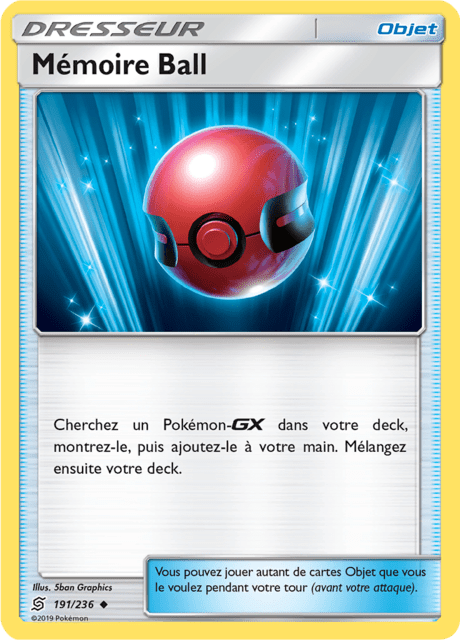 DRESSEUR
Objet
Mémoire Ball
Cherchez un Pokémon-GX dans votre deck,
montrez-le, puis ajoutez-le à votre main. Mélangez
ensuite votre deck.
Vous pouvez jouer autant de cartes Objet que vous
le voulez pendant votre tour (avant votre attaque).
Illus. 5ban Graphics
191/236 ◆
©2019 Pokémon